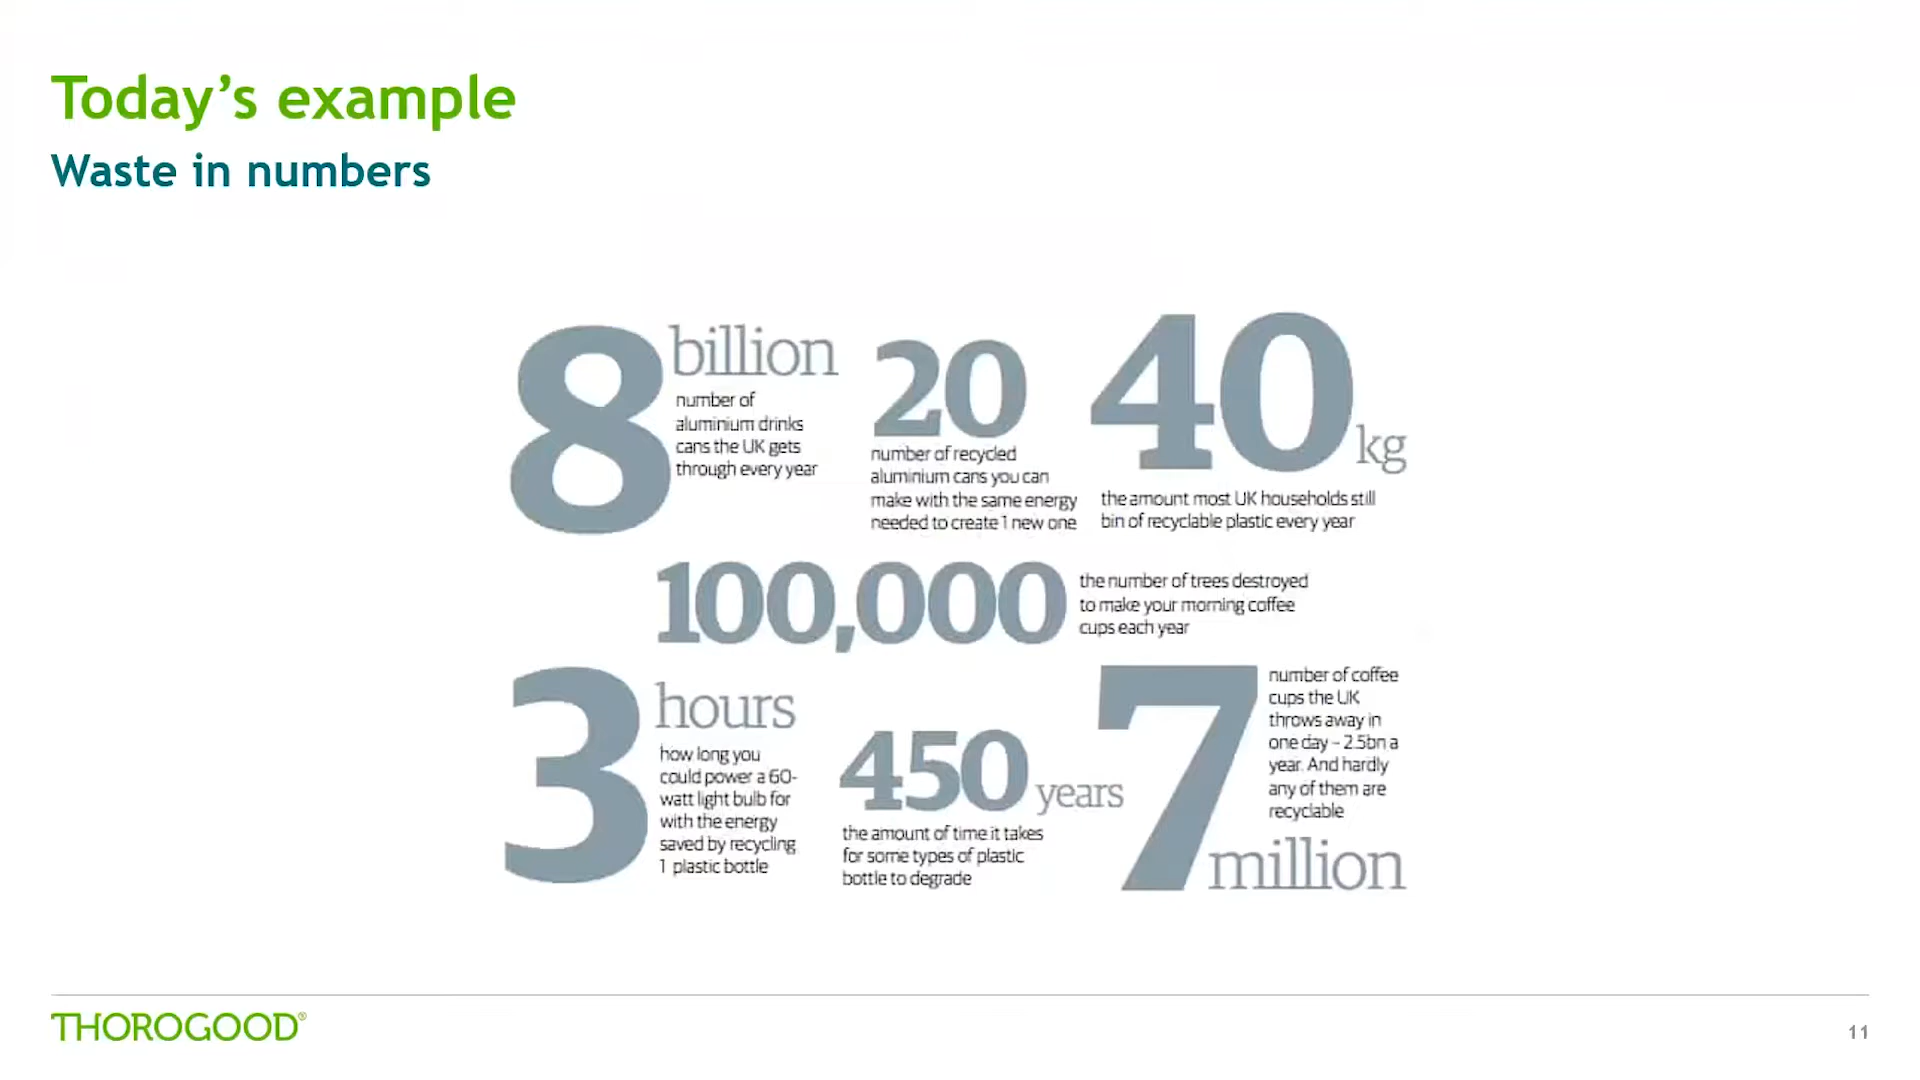 Today’s example
Waste in numbers
8 billion
number of
aluminium drinks
cans the UK gets
through every year
20
number of recycled
aluminium cans you can
make with the same energy
needed to create 1 new one
40 kg
the amount most UK households still
bin of recyclable plastic every year
100,000
the number of trees destroyed
to make your morning coffee
cups each year
3 hours
how long you
could power a 60-
watt light bulb for
with the energy
saved by recycling
1 plastic bottle
450 years
the amount of time it takes
for some types of plastic
bottle to degrade
7 million
number of coffee
cups the UK
throws away in
one day – 2.5bn a
year. And hardly
any of them are
recyclable
THOROGOOD®
11